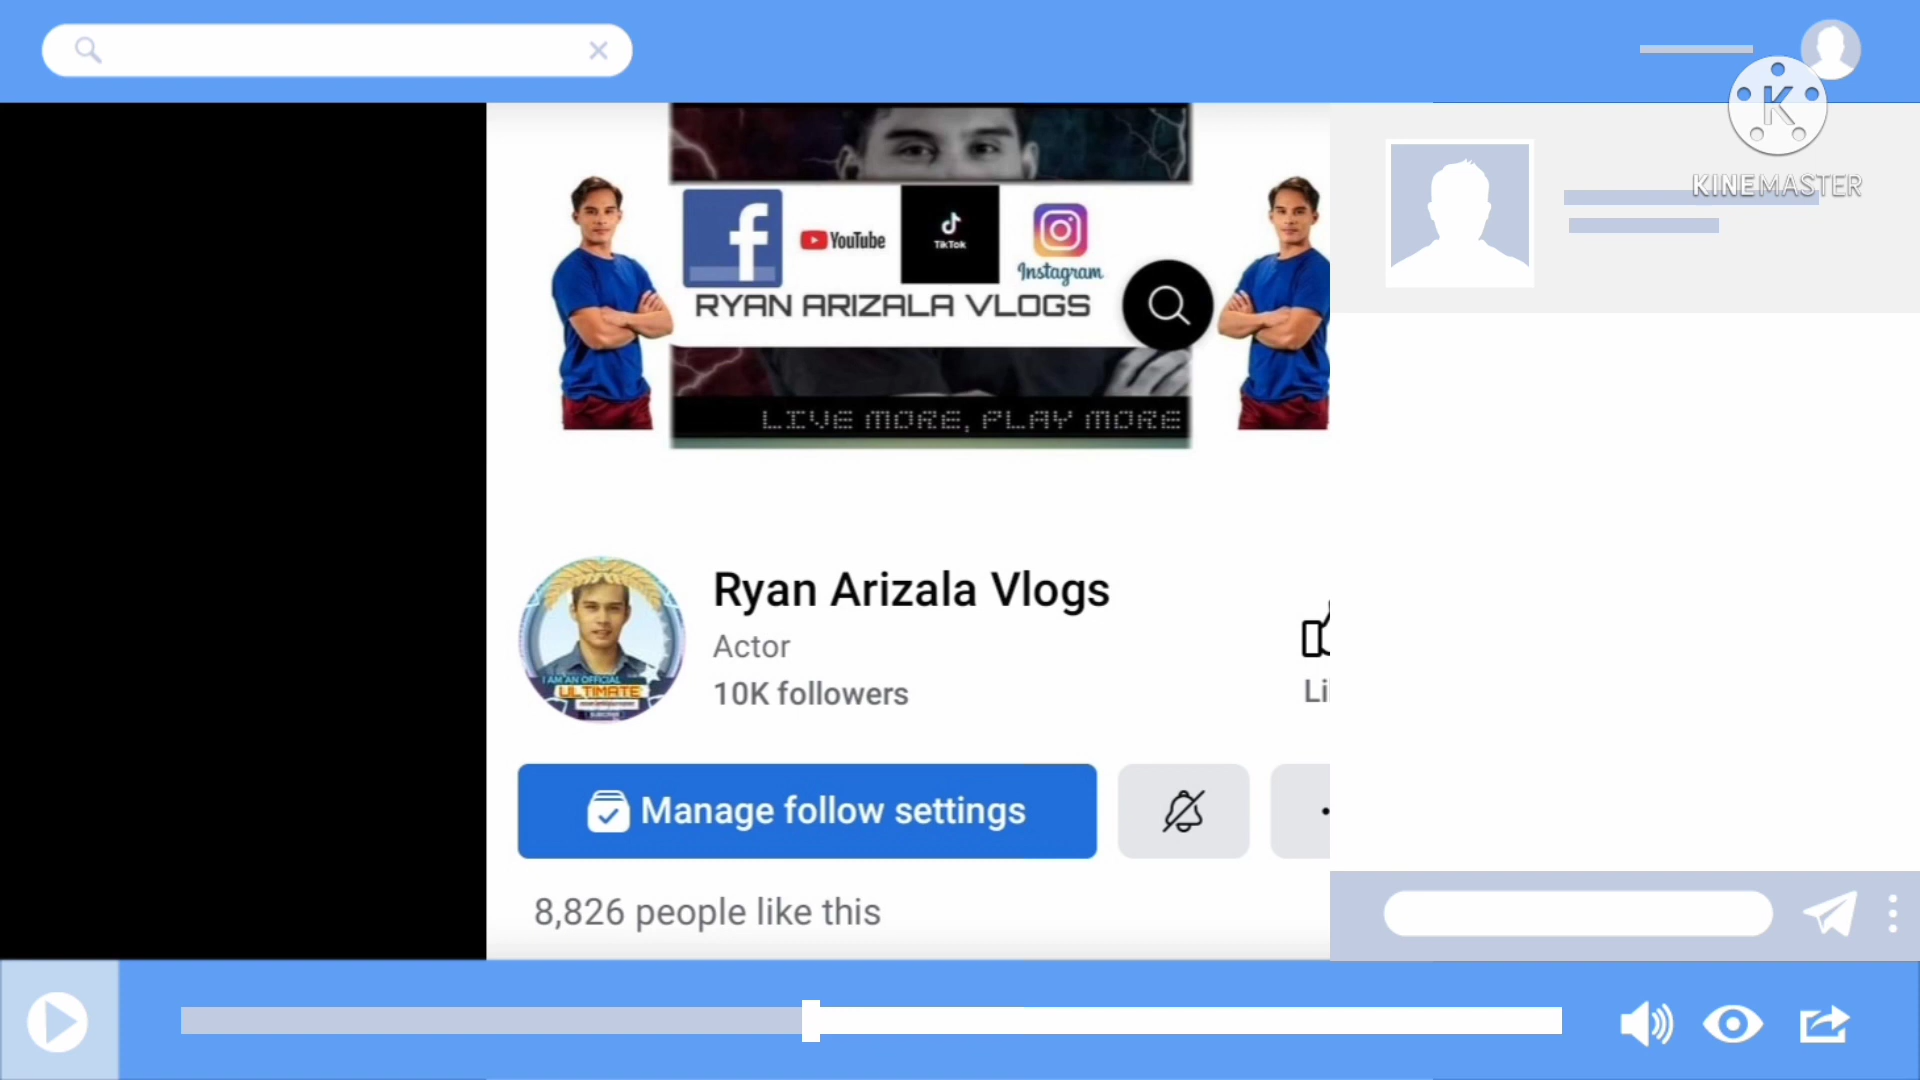 KINEMASTER
f
YouTube
TikTok
Instagram
RYAN ARIZALA VLOGS
LIVE MORE, PLAY MORE
Ryan Arizala Vlogs
Actor
10K followers
I AM AN OFFICIAL
ULTIMATE
Li
Manage follow settings
8,826 people like this